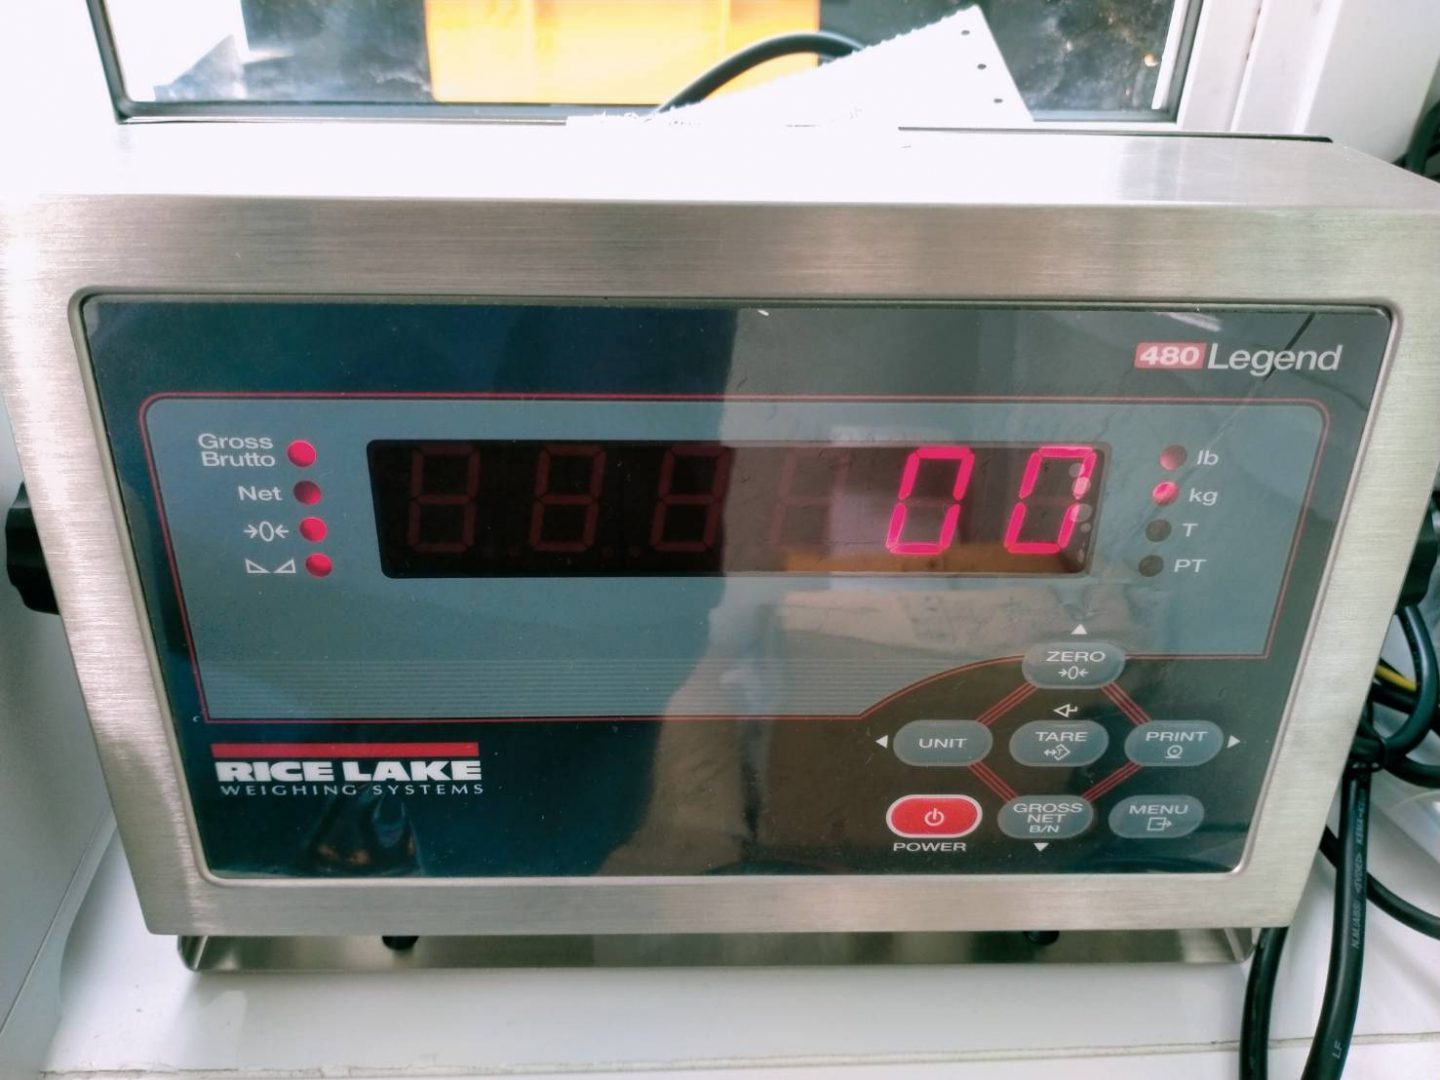 480 Legend
Gross
Brutto
Net
→0←
00
lb
kg
T
PT
ZERO
→0←
UNIT
TARE
T
PRINT
RICE LAKE
WEIGHING SYSTEMS
POWER
GROSS
NET
B/N
MENU